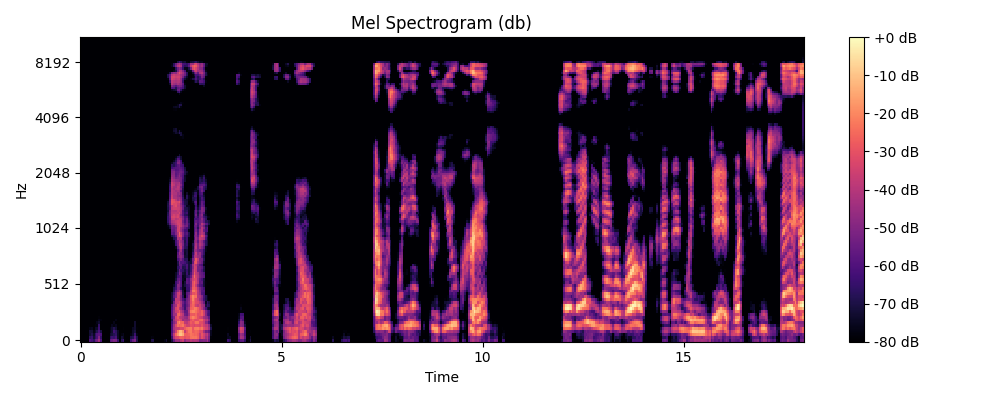 Mel Spectrogram (db)
8192
4096
2048
1024
512
0
Hz
0 5 10 15
Time
+0 dB
-10 dB
-20 dB
-30 dB
-40 dB
-50 dB
-60 dB
-70 dB
-80 dB